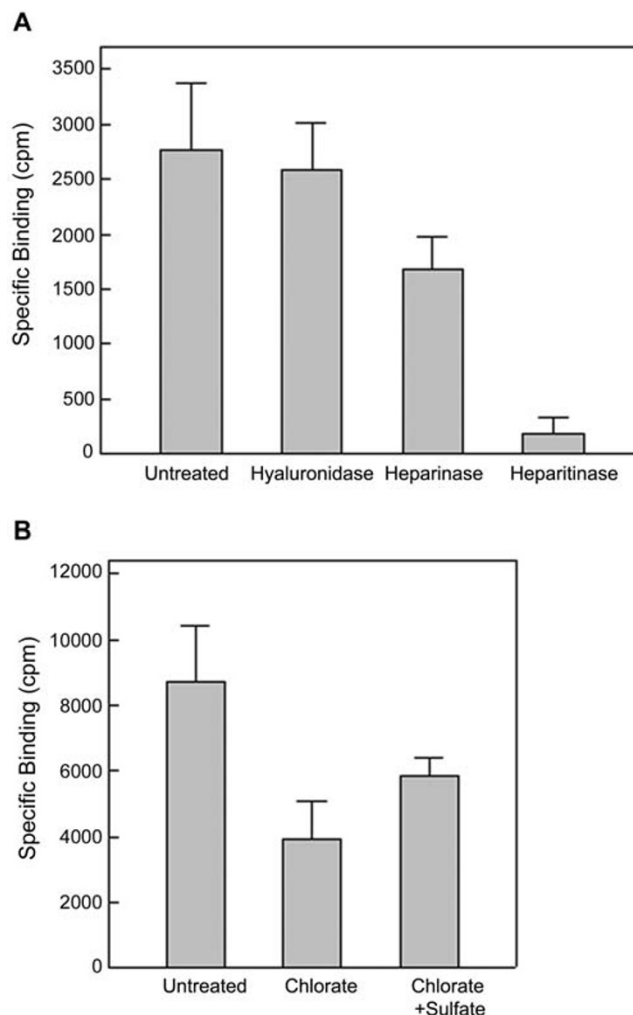 A
Specific Binding (cpm)
3500
3000
2500
2000
1500
1000
500
0
Untreated Hyaluronidase Heparinase Heparitinase
B
Specific Binding (cpm)
12000
10000
8000
6000
4000
2000
0
Untreated Chlorate Chlorate
+Sulfate